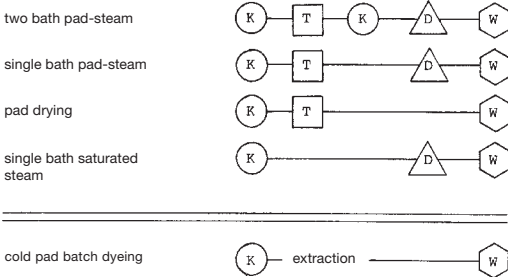 two bath pad-steam K T K D W
single bath pad-steam K T D W
pad drying K T W
single bath saturated K D W
steam
cold pad batch dyeing K extraction W